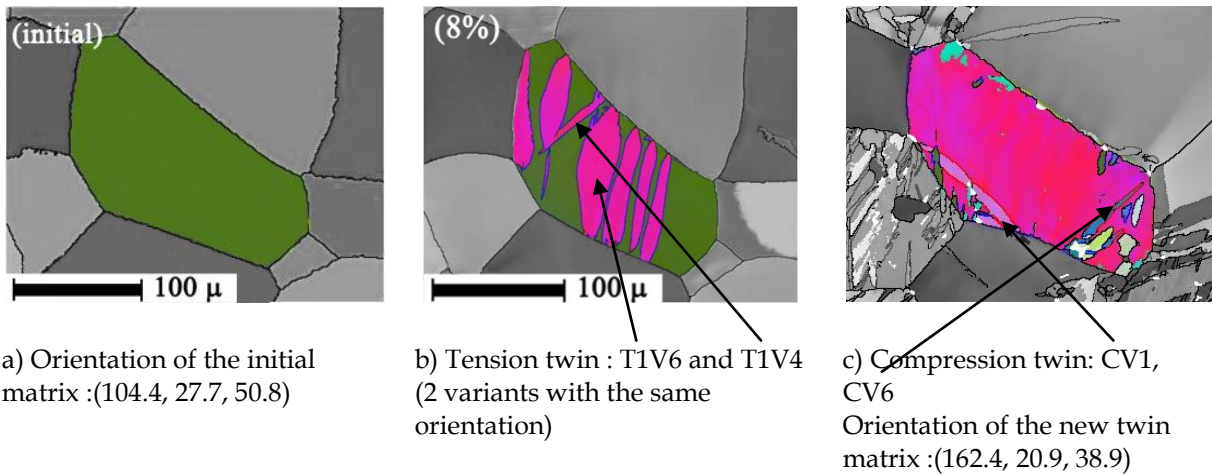 (initial)
100 µ
(8%)
100 µ
a) Orientation of the initial
matrix :(104.4, 27.7, 50.8)
b) Tension twin : T1V6 and T1V4
(2 variants with the same
orientation)
c) Compression twin: CV1,
CV6
Orientation of the new twin
matrix :(162.4, 20.9, 38.9)